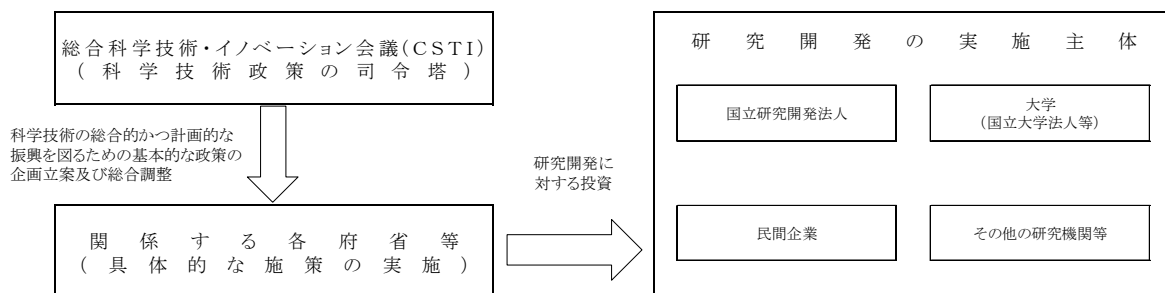 総合科学技術・イノベーション会議(CSTI)
(科学技術政策の司令塔)
科学技術の総合的かつ計画的な
振興を図るための基本的な政策の
企画立案及び総合調整
関係する各府省等
(具体的な施策の実施)
研究開発に
対する投資
研究開発の実施主体
国立研究開発法人
大学
(国立大学法人等)
民間企業
その他の研究機関等